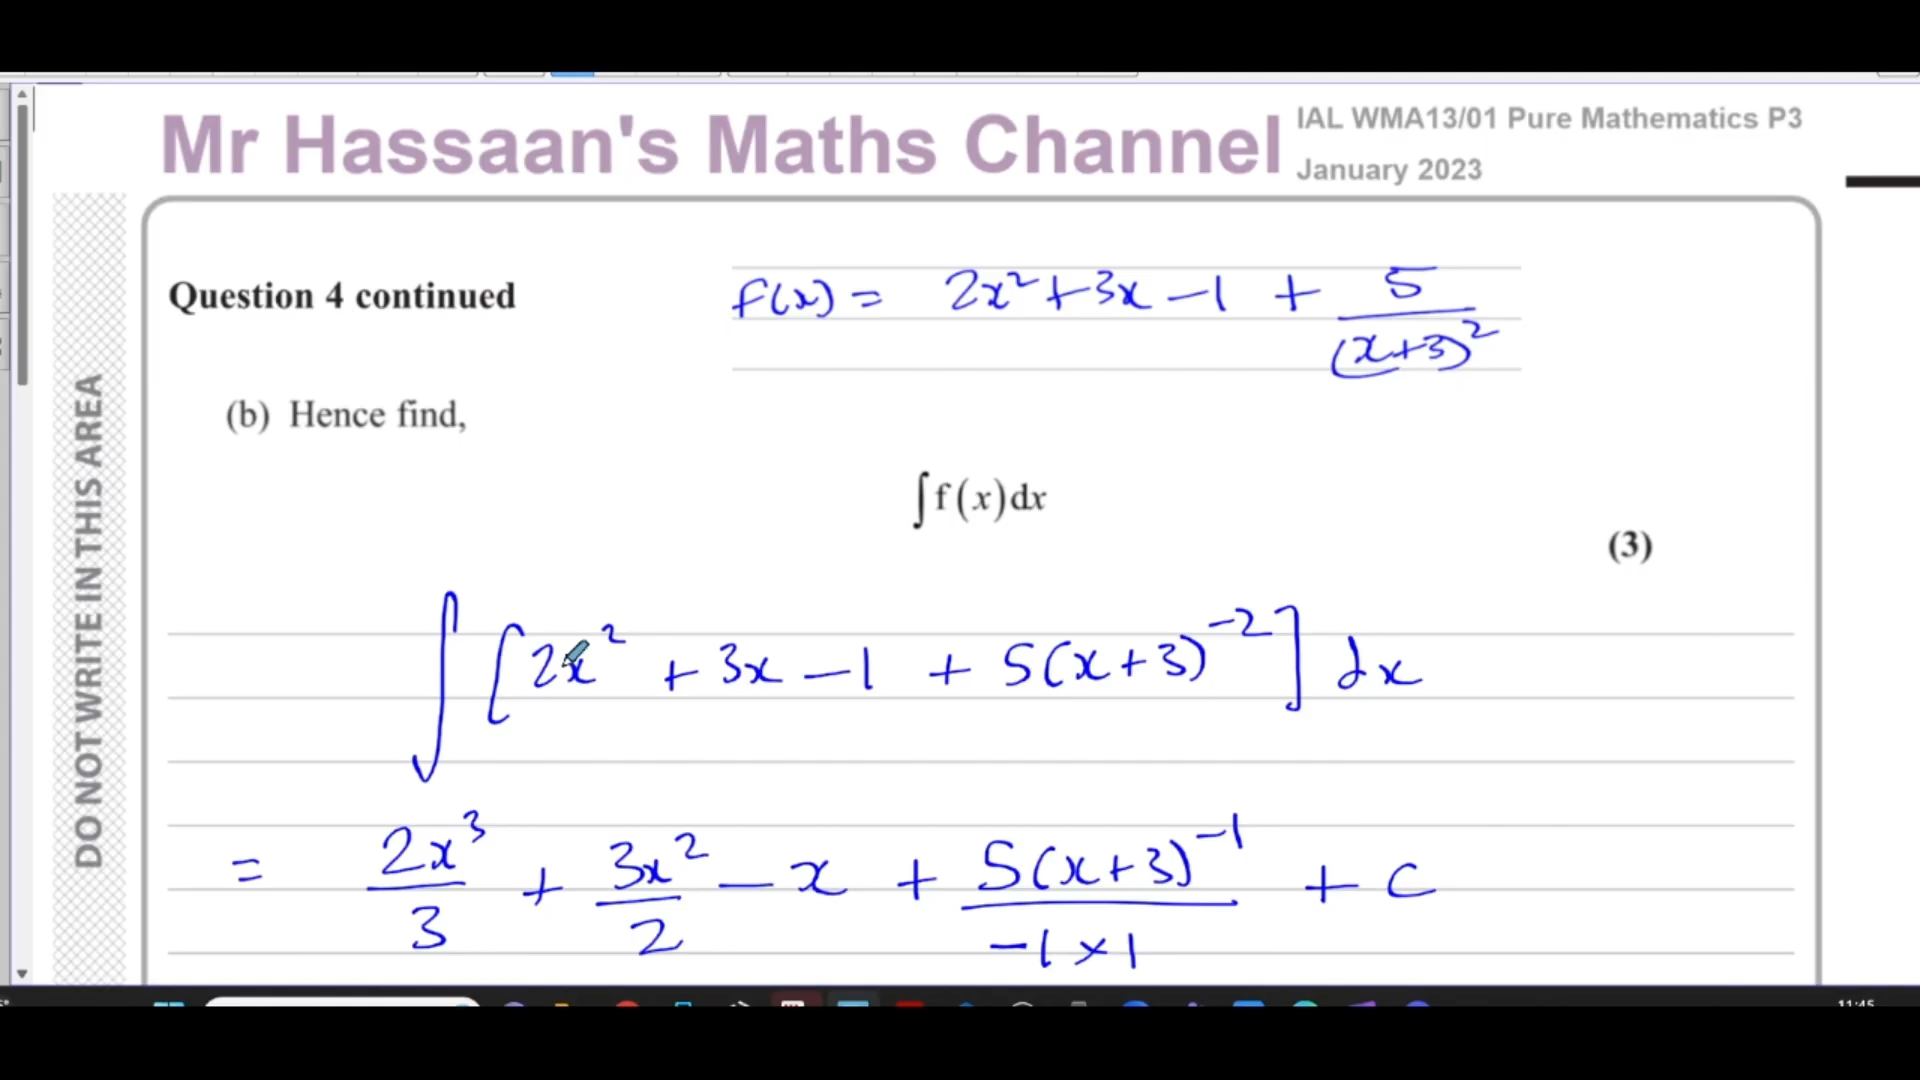 Mr Hassaan's Maths Channel
IAL WMA13/01 Pure Mathematics P3
January 2023
Question 4 continued
f(x) = 2x² + 3x − 1 + 5/(x+3)²
(b) Hence find,
∫f(x)dx
(3)
∫[2x² + 3x − 1 + 5(x+3)⁻²] dx
= 2x³/3 + 3x²/2 − x + 5(x+3)⁻¹/(−1×1) + c
DO NOT WRITE IN THIS AREA
11:45